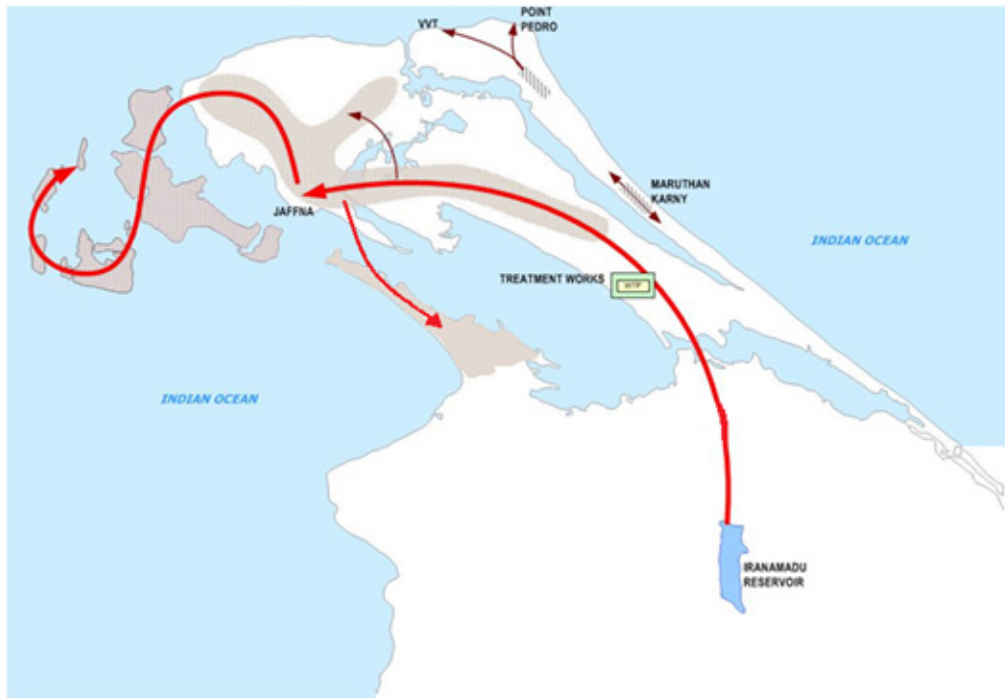 POINT
PEDRO
VVT
MARUTHAN
KARNY
JAFFNA
INDIAN OCEAN
TREATMENT WORKS
WTP
INDIAN OCEAN
IRANAMADU
RESERVOIR